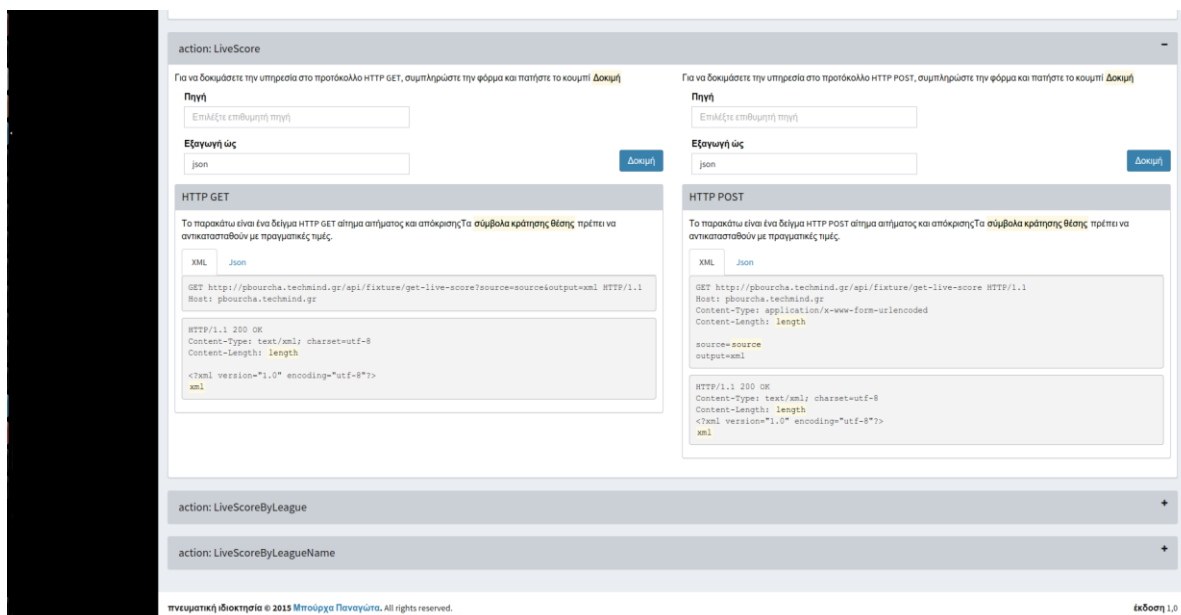 action: LiveScore
Για να δοκιμάσετε την υπηρεσία στο πρωτόκολλο HTTP GET, συμπληρώστε την φόρμα και πατήστε το κουμπί Δοκιμή
Πηγή
Επιλέξτε επιθυμητή πηγή
Εξαγωγή ώς
json
Δοκιμή
HTTP GET
Το παρακάτω είναι ένα δείγμα HTTP GET αίτημα αιτήματος και απόκρισηςΤα σύμβολα κράτησης θέσης πρέπει να
αντικατασταθούν με πραγματικές τιμές.
XML Json
GET http://pbourcha.techmind.gr/api/fixture/get-live-score?source=source&output=xml HTTP/1.1
Host: pbourcha.techmind.gr
HTTP/1.1 200 OK
Content-Type: text/xml; charset=utf-8
Content-Length: length
<?xml version="1.0" encoding="utf-8"?>
xml
Για να δοκιμάσετε την υπηρεσία στο προτόκολλο HTTP POST, συμπληρώστε την φόρμα και πατήστε το κουμπί Δοκιμή
Πηγή
Επιλέξτε επιθυμητή πηγή
Εξαγωγή ώς
json
Δοκιμή
HTTP POST
Το παρακάτω είναι ένα δείγμα HTTP POST αίτημα αιτήματος και απόκρισηςΤα σύμβολα κράτησης θέσης πρέπει να
αντικατασταθούν με πραγματικές τιμές.
XML Json
GET http://pbourcha.techmind.gr/api/fixture/get-live-score HTTP/1.1
Host: pbourcha.techmind.gr
Content-Type: application/x-www-form-urlencoded
Content-Length: length
source=source
output=xml
HTTP/1.1 200 OK
Content-Type: text/xml; charset=utf-8
Content-Length: length
<?xml version="1.0" encoding="utf-8"?>
xml
action: LiveScoreByLeague
action: LiveScoreByLeagueName
πνευματική ιδιοκτησία © 2015 Μπούρχα Παναγώτα. All rights reserved.
έκδοση 1,0